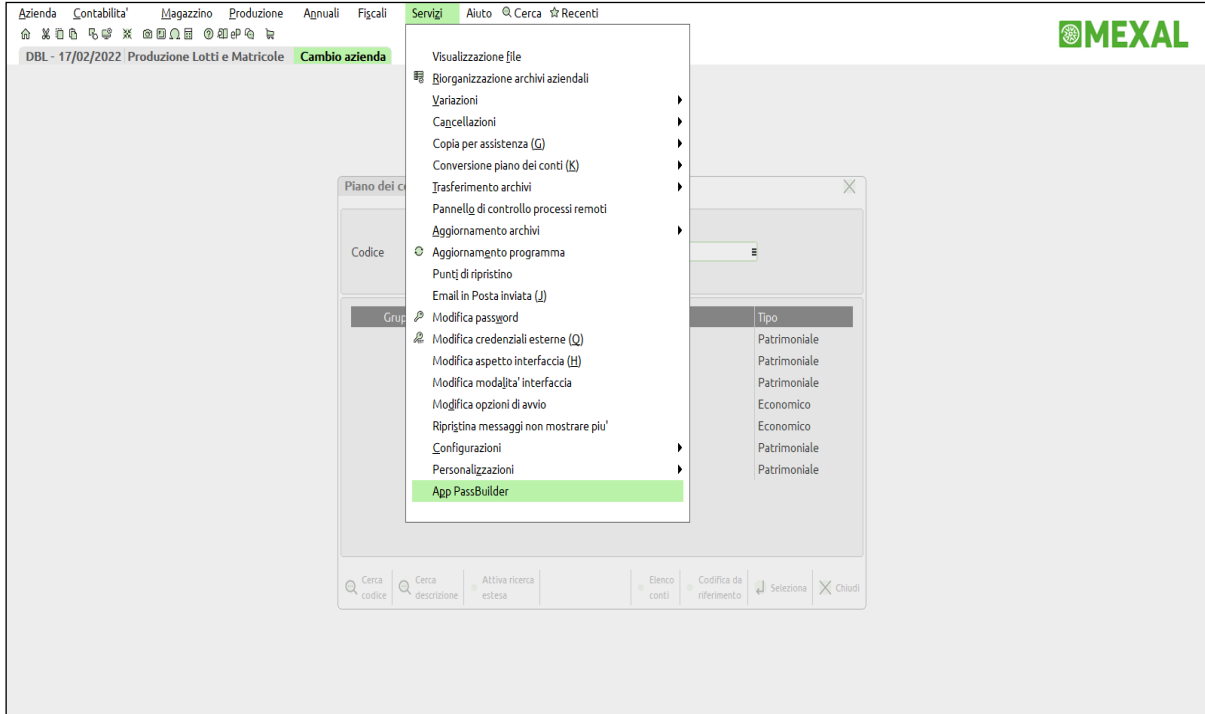 Azienda Contabilita' Magazzino Produzione Annuali Fiscali Servizi Aiuto Cerca Recenti
MEXAL
DBL - 17/02/2022 Produzione Lotti e Matricole Cambio azienda
Visualizzazione file
Riorganizzazione archivi aziendali
Variazioni
Cancellazioni
Copia per assistenza (G)
Conversione piano dei conti (K)
Piano dei c
Trasferimento archivi
Pannello di controllo processi remoti
Aggiornamento archivi
Codice
Aggiornamento programma
Punti di ripristino
Email in Posta inviata (J)
Grup
Modifica password
Tipo
Modifica credenziali esterne (Q)
Patrimoniale
Modifica aspetto interfaccia (H)
Patrimoniale
Modifica modalita' interfaccia
Patrimoniale
Modifica opzioni di avvio
Economico
Ripristina messaggi non mostrare piu'
Economico
Configurazioni
Patrimoniale
Personalizzazioni
Patrimoniale
App PassBuilder
Cerca codice
Cerca descrizione
Attiva ricerca estesa
Elenco conti
Codifica da riferimento
Seleziona
Chiudi